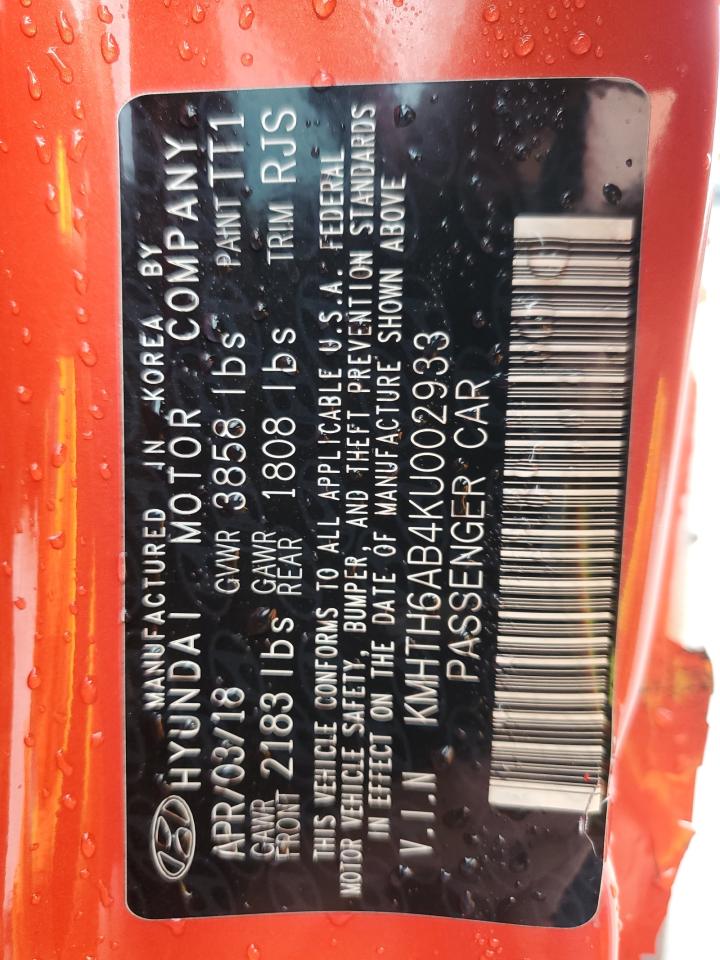 MANUFACTURED IN KOREA BY
HYUNDAI MOTOR COMPANY
APR/03/18 GVWR 3858 lbs PAINT TT1
GAWR FRONT 2183 lbs GAWR REAR 1808 lbs TRIM RJS
THIS VEHICLE CONFORMS TO ALL APPLICABLE U.S.A. FEDERAL
MOTOR VEHICLE SAFETY, BUMPER, AND THEFT PREVENTION STANDARDS
IN EFFECT ON THE DATE OF MANUFACTURE SHOWN ABOVE
V.I.N KMHTH6AB4KU002933
PASSENGER CAR